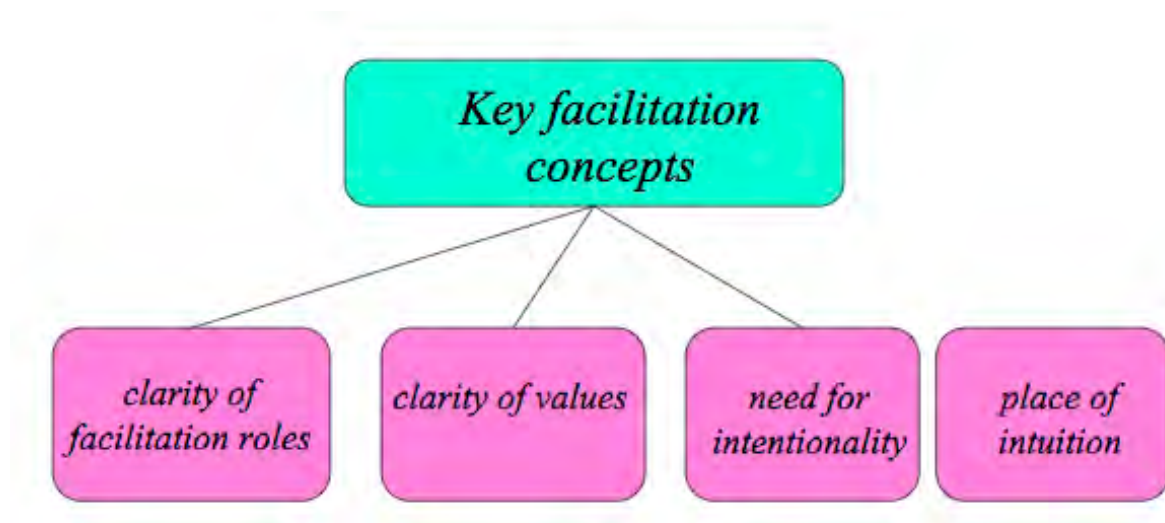 Key facilitation
concepts
clarity of
facilitation roles
clarity of values
need for
intentionality
place of
intuition